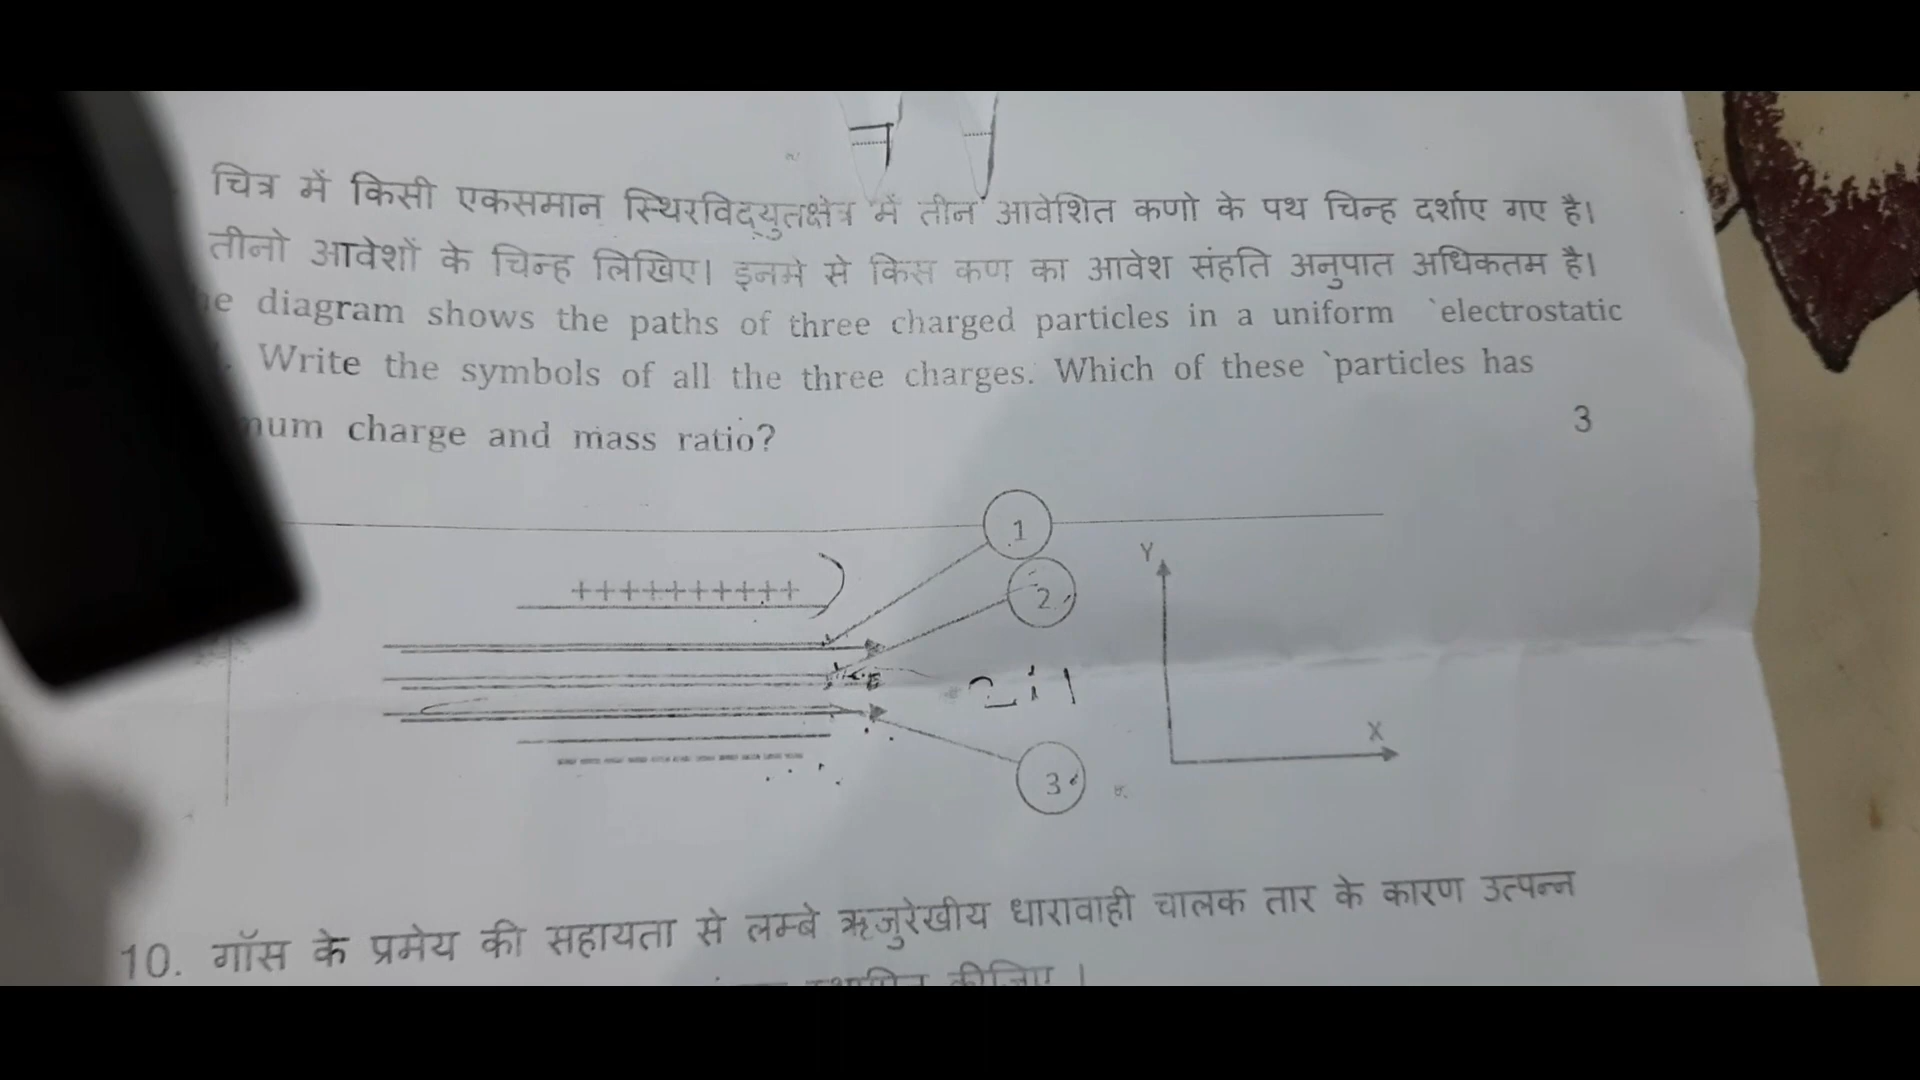 चित्र में किसी एकसमान स्थिरविद्युतक्षेत्र में तीन आवेशित कणो के पथ चिन्ह दर्शाए गए है।
तीनो आवेशों के चिन्ह लिखिए। इनमे से किस कण का आवेश संहति अनुपात अधिकतम है।
diagram shows the paths of three charged particles in a uniform `electrostatic
Write the symbols of all the three charges. Which of these `particles has
charge and mass ratio?
3
1
++++++++++
Y
2
X
3
10. गॉस के प्रमेय की सहायता से लम्बे ऋजुरेखीय धारावाही चालक तार के कारण उत्पन्न
कीजिए।